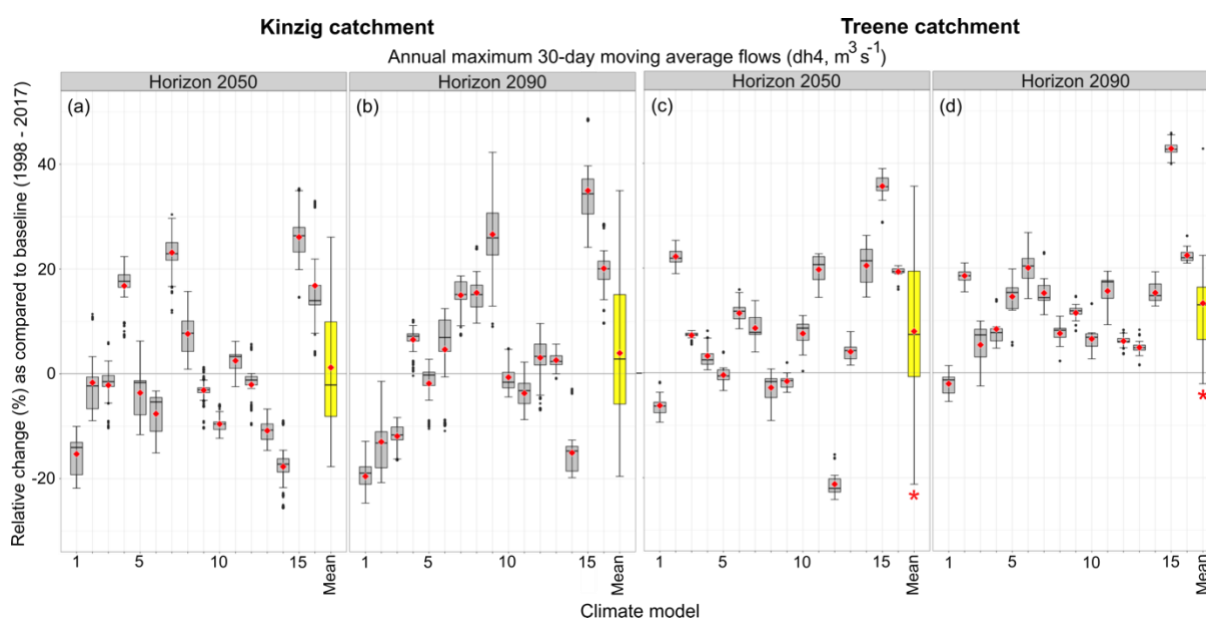 Kinzig catchment
Treene catchment
Annual maximum 30-day moving average flows (dh4, m³ s⁻¹)
Horizon 2050
Horizon 2090
Horizon 2050
Horizon 2090
(a)
(b)
(c)
(d)
Relative change (%) as compared to baseline (1998 - 2017)
40
20
0
-20
*
*
1 5 10 15 Mean
1 5 10 15 Mean
1 5 10 15 Mean
1 5 10 15 Mean
Climate model